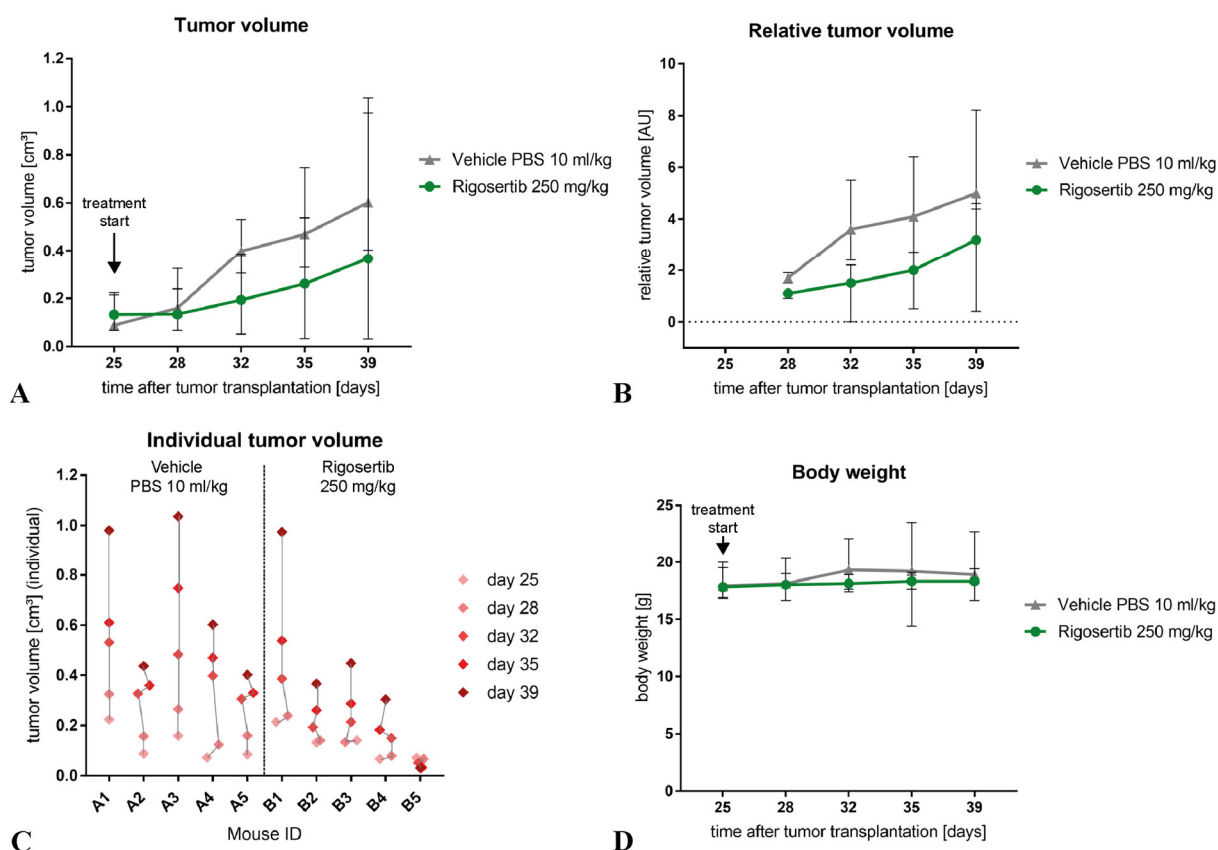 Tumor volume
1.2
1.0
0.8
0.6
0.4
0.2
0.0
tumor volume [cm³]
treatment
start
25 28 32 35 39
time after tumor transplantation [days]
Vehicle PBS 10 ml/kg
Rigosertib 250 mg/kg
A
Relative tumor volume
10
8
6
4
2
0
relative tumor volume [AU]
25 28 32 35 39
time after tumor transplantation [days]
Vehicle PBS 10 ml/kg
Rigosertib 250 mg/kg
B
Individual tumor volume
Vehicle
PBS 10 ml/kg
Rigosertib
250 mg/kg
1.2
1.0
0.8
0.6
0.4
0.2
0.0
tumor volume [cm³] (individual)
A1 A2 A3 A4 A5 B1 B2 B3 B4 B5
Mouse ID
day 25
day 28
day 32
day 35
day 39
C
Body weight
25
20
15
10
5
0
body weight [g]
treatment
start
25 28 32 35 39
time after tumor transplantation [days]
Vehicle PBS 10 ml/kg
Rigosertib 250 mg/kg
D